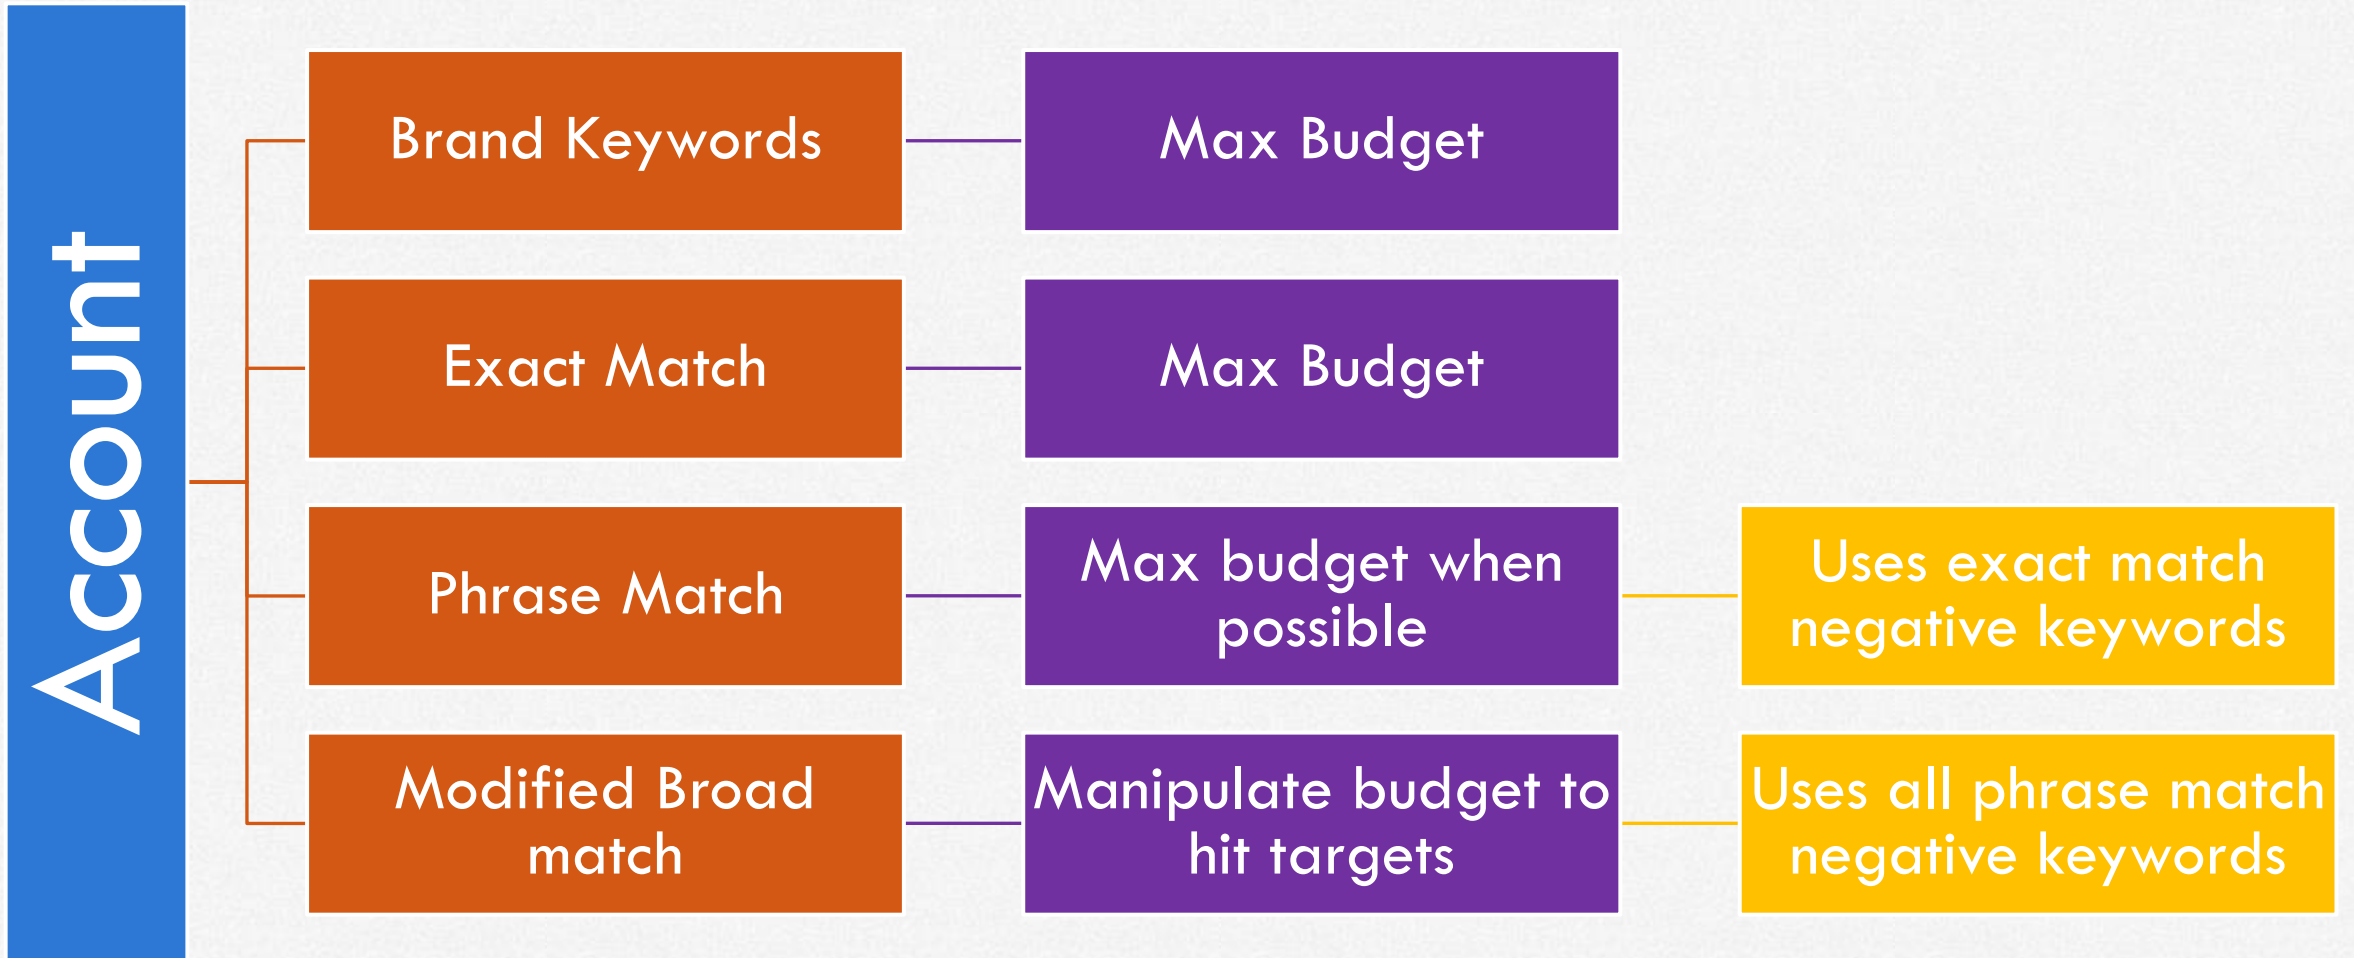 Account
Brand Keywords
Max Budget
Exact Match
Max Budget
Phrase Match
Max budget when
possible
Uses exact match
negative keywords
Modified Broad
match
Manipulate budget to
hit targets
Uses all phrase match
negative keywords